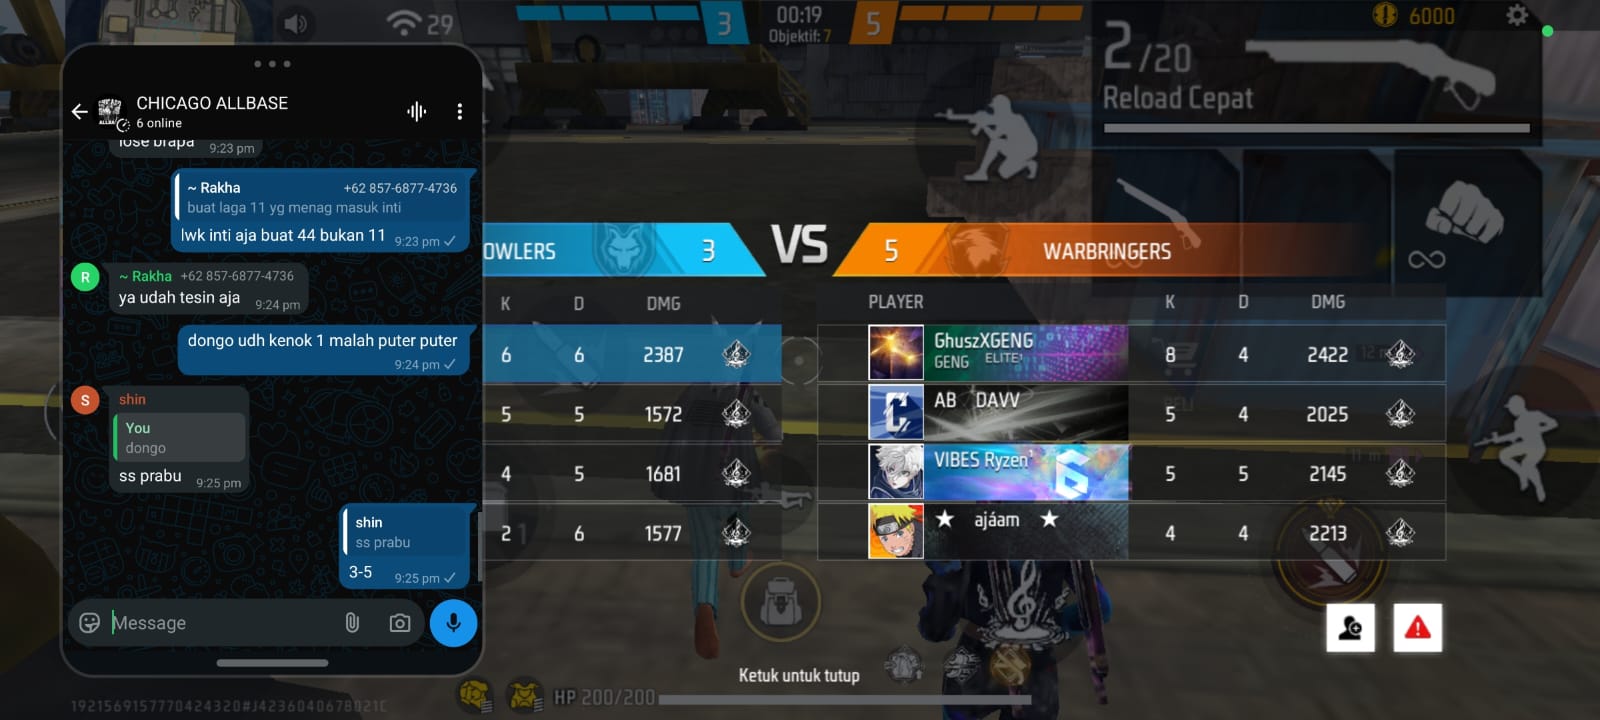 29
3
00:19
Objektif: 7
5
6000
2/20
Reload Cepat
CHICAGO ALLBASE
6 online
lose brapa 9:23 pm
~ Rakha +62 857-6877-4736
buat laga 11 yg menag masuk inti
lwk inti aja buat 44 bukan 11 9:23 pm
R
~ Rakha +62 857-6877-4736
ya udah tesin aja 9:24 pm
dongo udh kenok 1 malah puter puter
9:24 pm
S
shin
You
dongo
ss prabu 9:25 pm
shin
ss prabu
3-5 9:25 pm
Message
OWLERS 3 VS 5 WARBRINGERS
K D DMG
6 6 2387
5 5 1572
4 5 1681
2 6 1577
PLAYER K D DMG
GhuszXGENG
GENG ELITE
8 4 2422
AB DAVV 5 4 2025
VIBES Ryzen¹ 5 5 2145
★ ajáam ★ 4 4 2213
BELI
Ketuk untuk tutup
HP 200/200